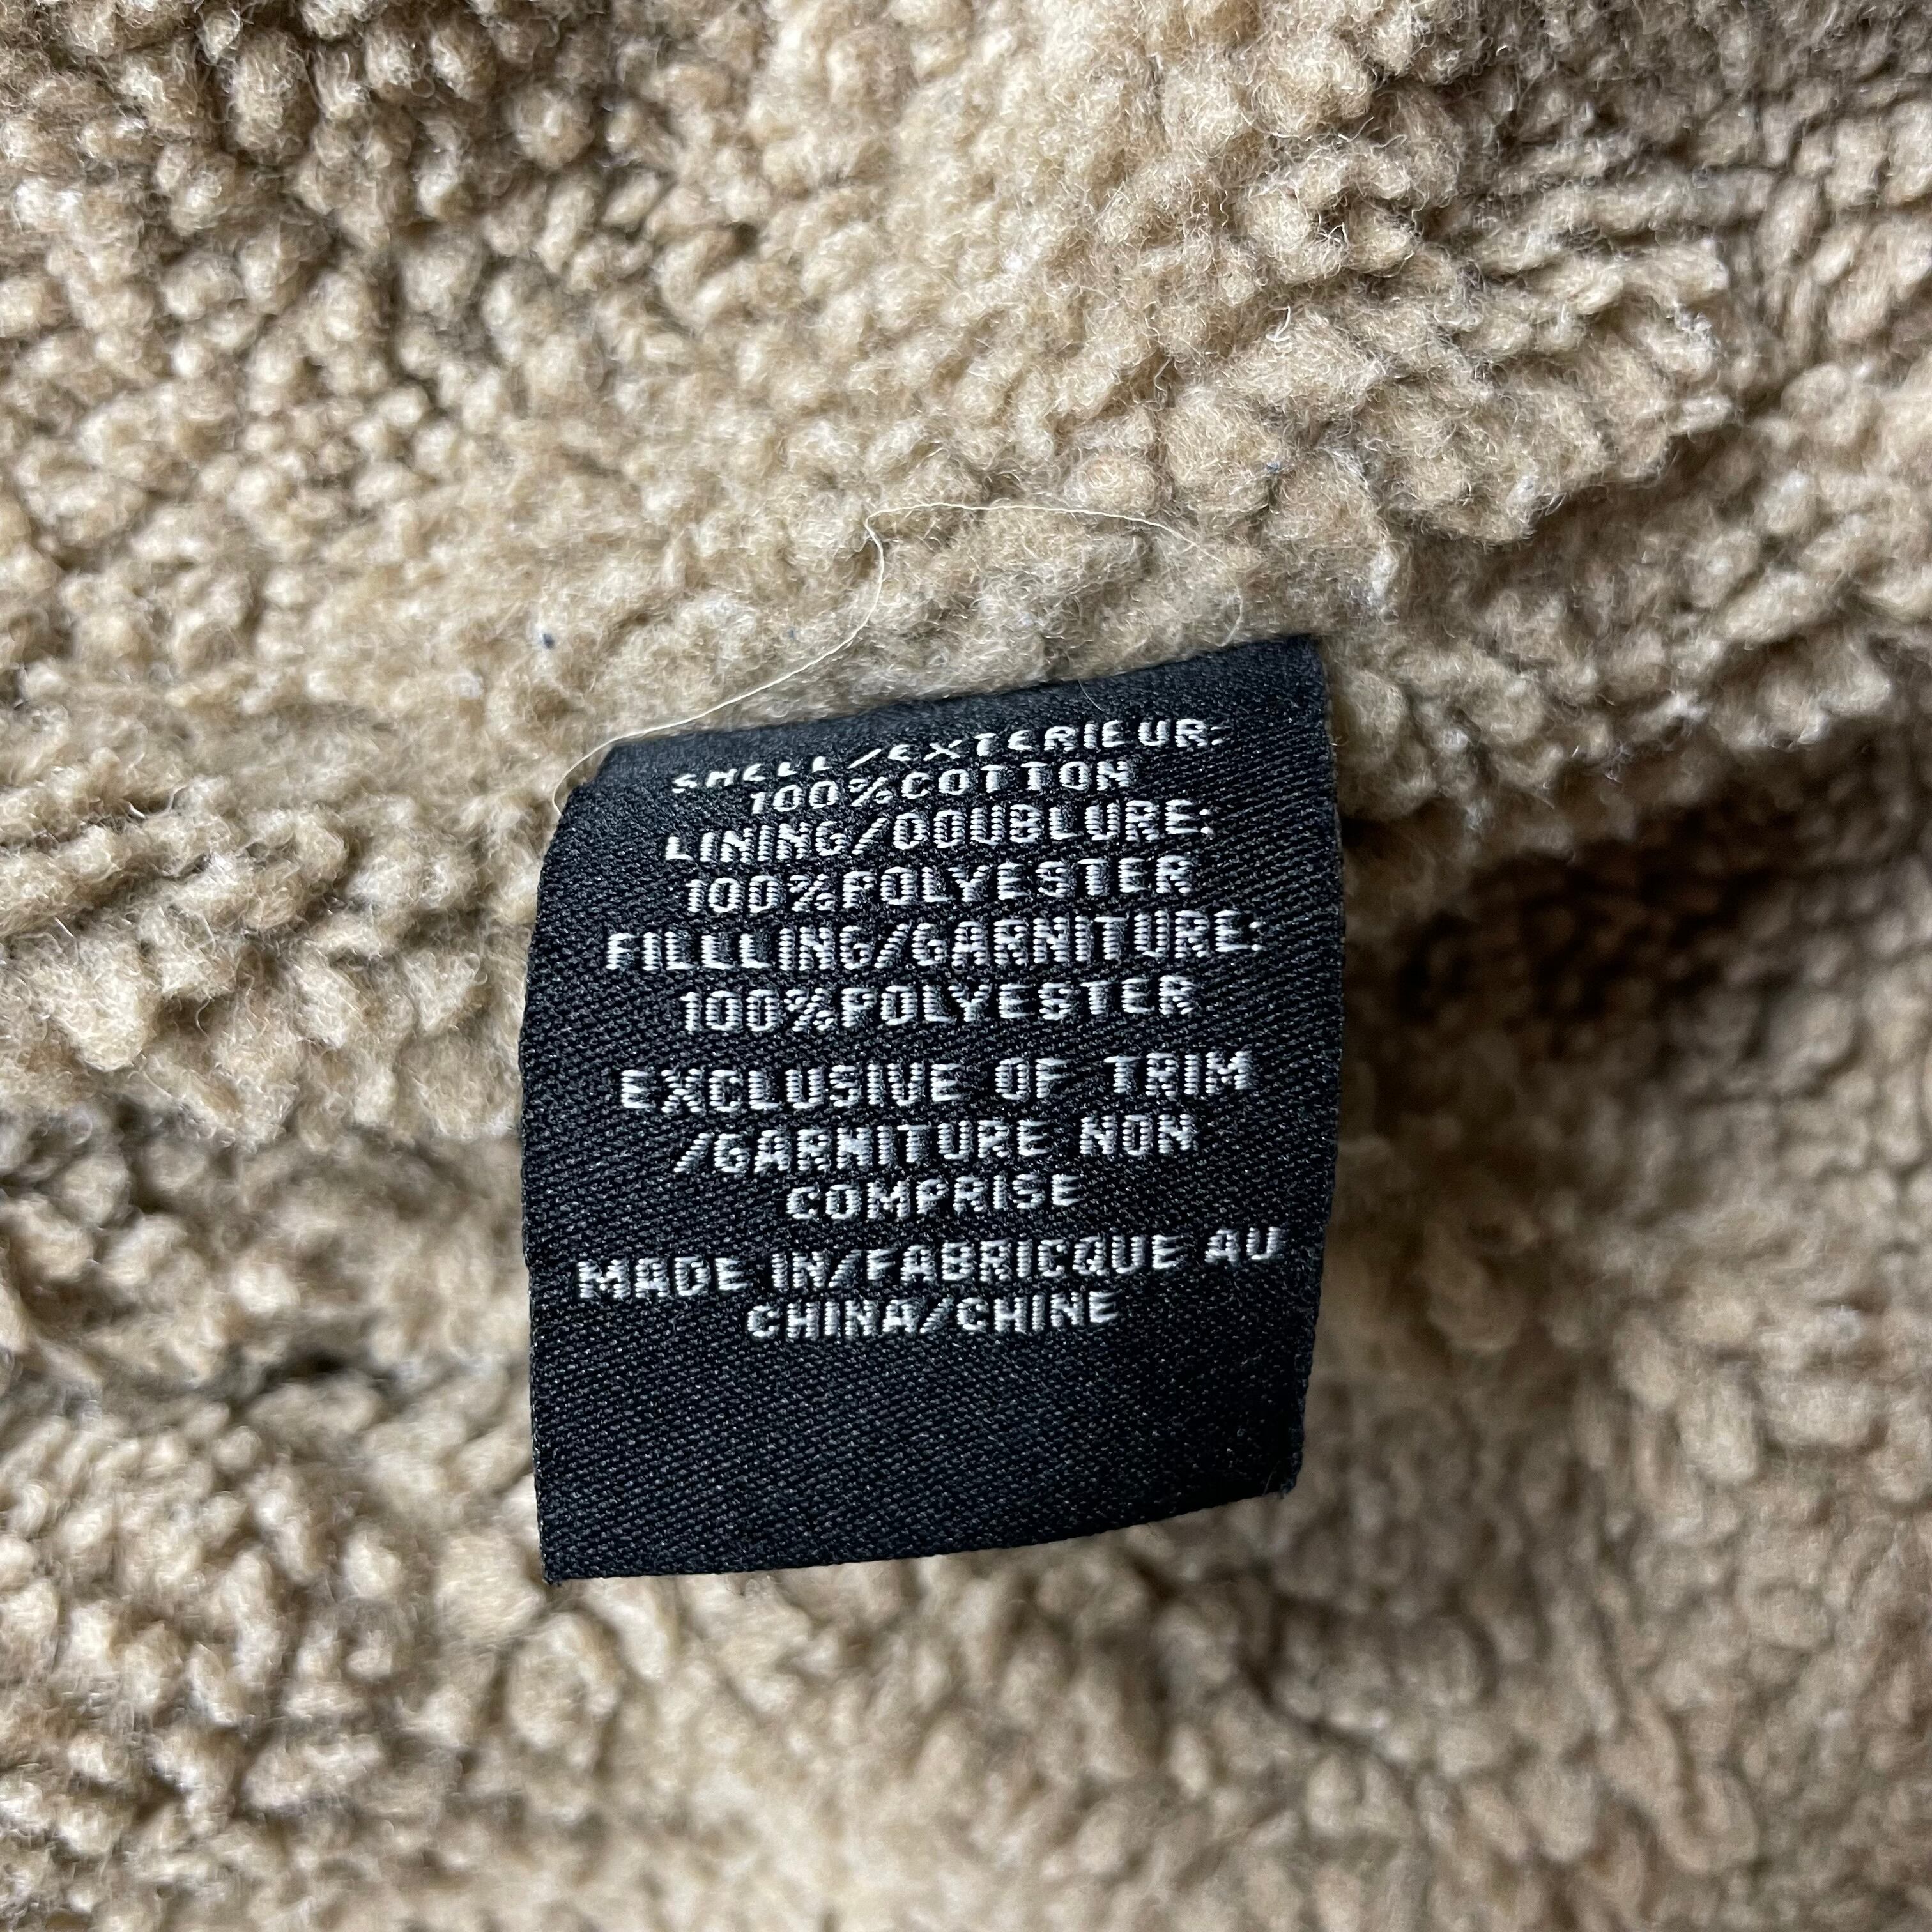 SHELL/EXTERIEUR:
100%COTTON
LINING/DOUBLURE:
100%POLYESTER
FILLLING/GARNITURE:
100%POLYESTER
EXCLUSIVE OF TRIM
/GARNITURE NON
COMPRISE
MADE IN/FABRICQUE AU
CHINA/CHINE